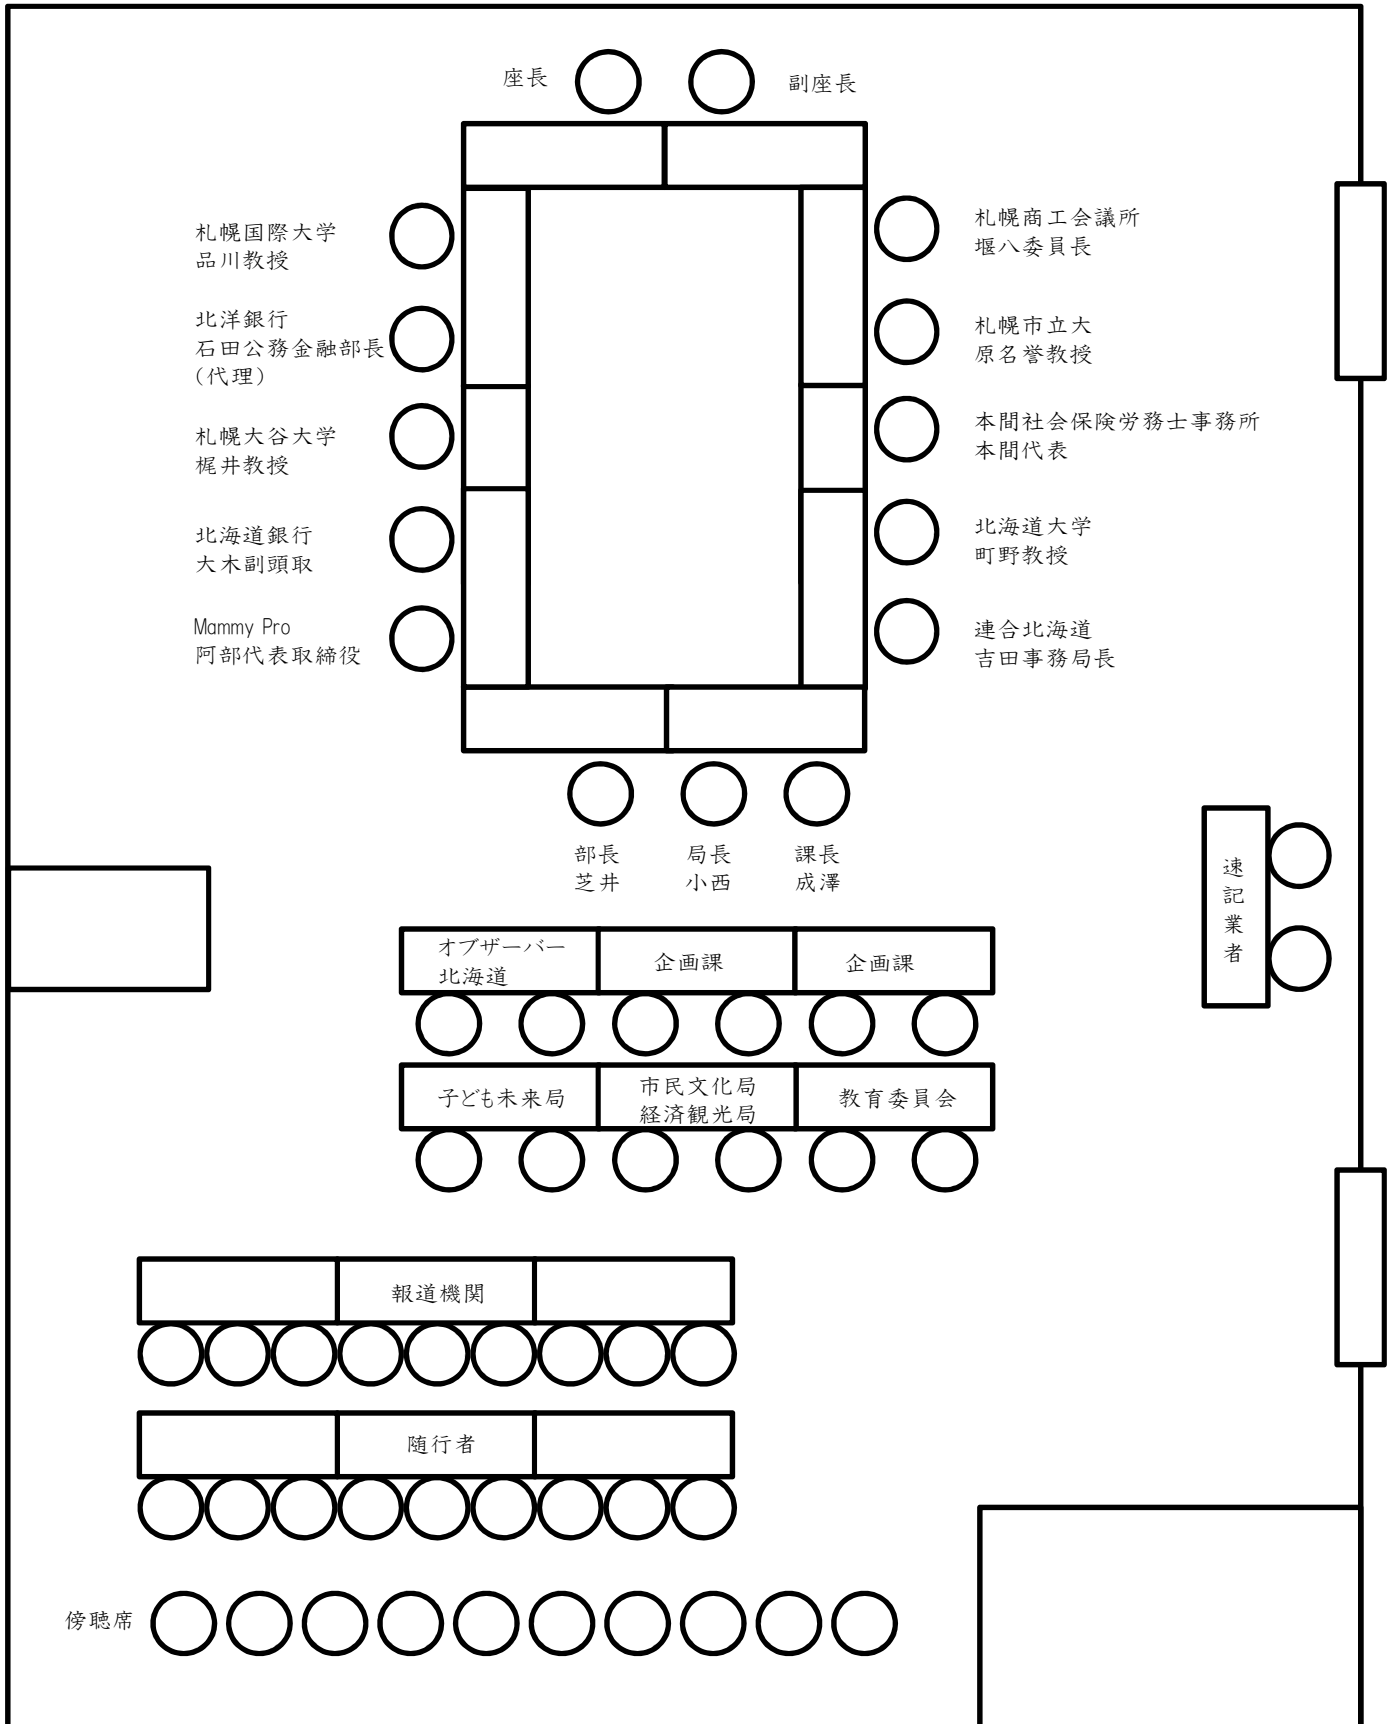 座長
副座長
札幌国際大学
品川教授
北洋銀行
石田公務金融部長
(代理)
札幌大谷大学
梶井教授
北海道銀行
大木副頭取
Mammy Pro
阿部代表取締役
札幌商工会議所
堰八委員長
札幌市立大
原名誉教授
本間社会保険労務士事務所
本間代表
北海道大学
町野教授
連合北海道
吉田事務局長
部長
芝井
局長
小西
課長
成澤
速記業者
オブザーバー
北海道
企画課
企画課
子ども未来局
市民文化局
経済観光局
教育委員会
報道機関
随行者
傍聴席